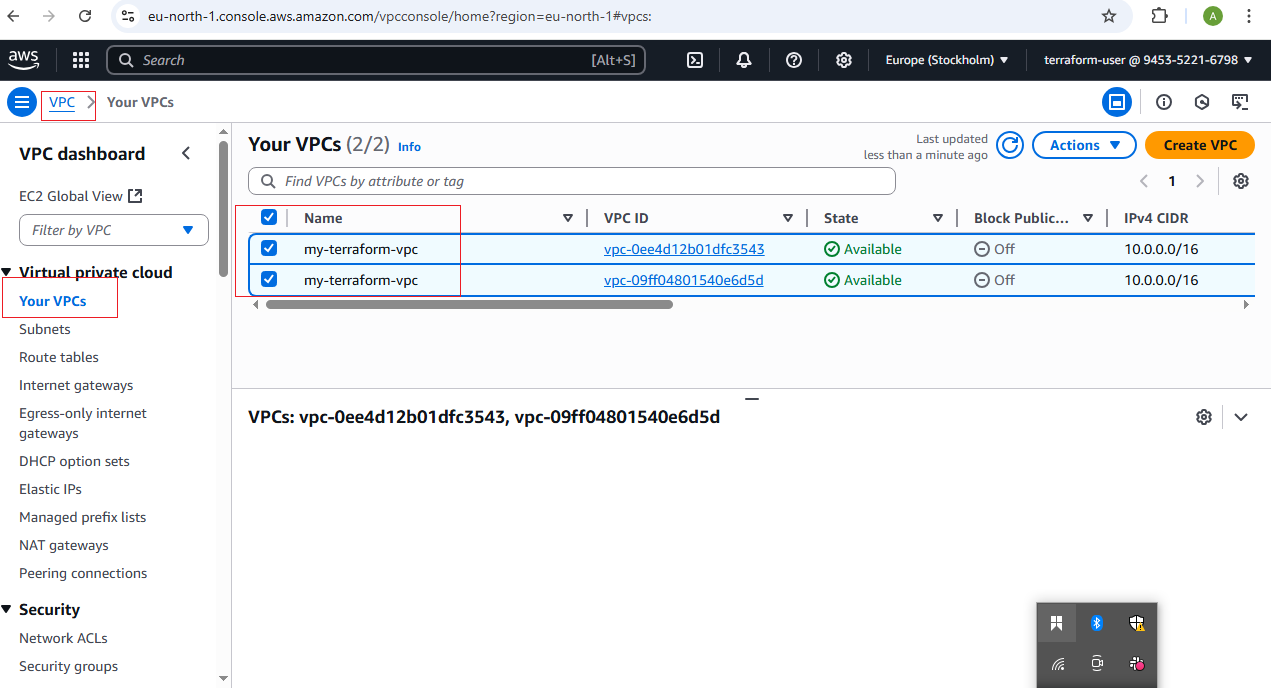 eu-north-1.console.aws.amazon.com/vpcconsole/home?region=eu-north-1#vpcs:
A
aws
Search
[Alt+S]
Europe (Stockholm)
terraform-user @ 9453-5221-6798
VPC
Your VPCs
VPC dashboard
EC2 Global View
Filter by VPC
Virtual private cloud
Your VPCs
Subnets
Route tables
Internet gateways
Egress-only internet
gateways
DHCP option sets
Elastic IPs
Managed prefix lists
NAT gateways
Peering connections
Security
Network ACLs
Security groups
Your VPCs (2/2) Info
Last updated
less than a minute ago
Actions
Create VPC
Find VPCs by attribute or tag
1
Name VPC ID State Block Public... IPv4 CIDR
my-terraform-vpc vpc-0ee4d12b01dfc3543 Available Off 10.0.0.0/16
my-terraform-vpc vpc-09ff04801540e6d5d Available Off 10.0.0.0/16
VPCs: vpc-0ee4d12b01dfc3543, vpc-09ff04801540e6d5d